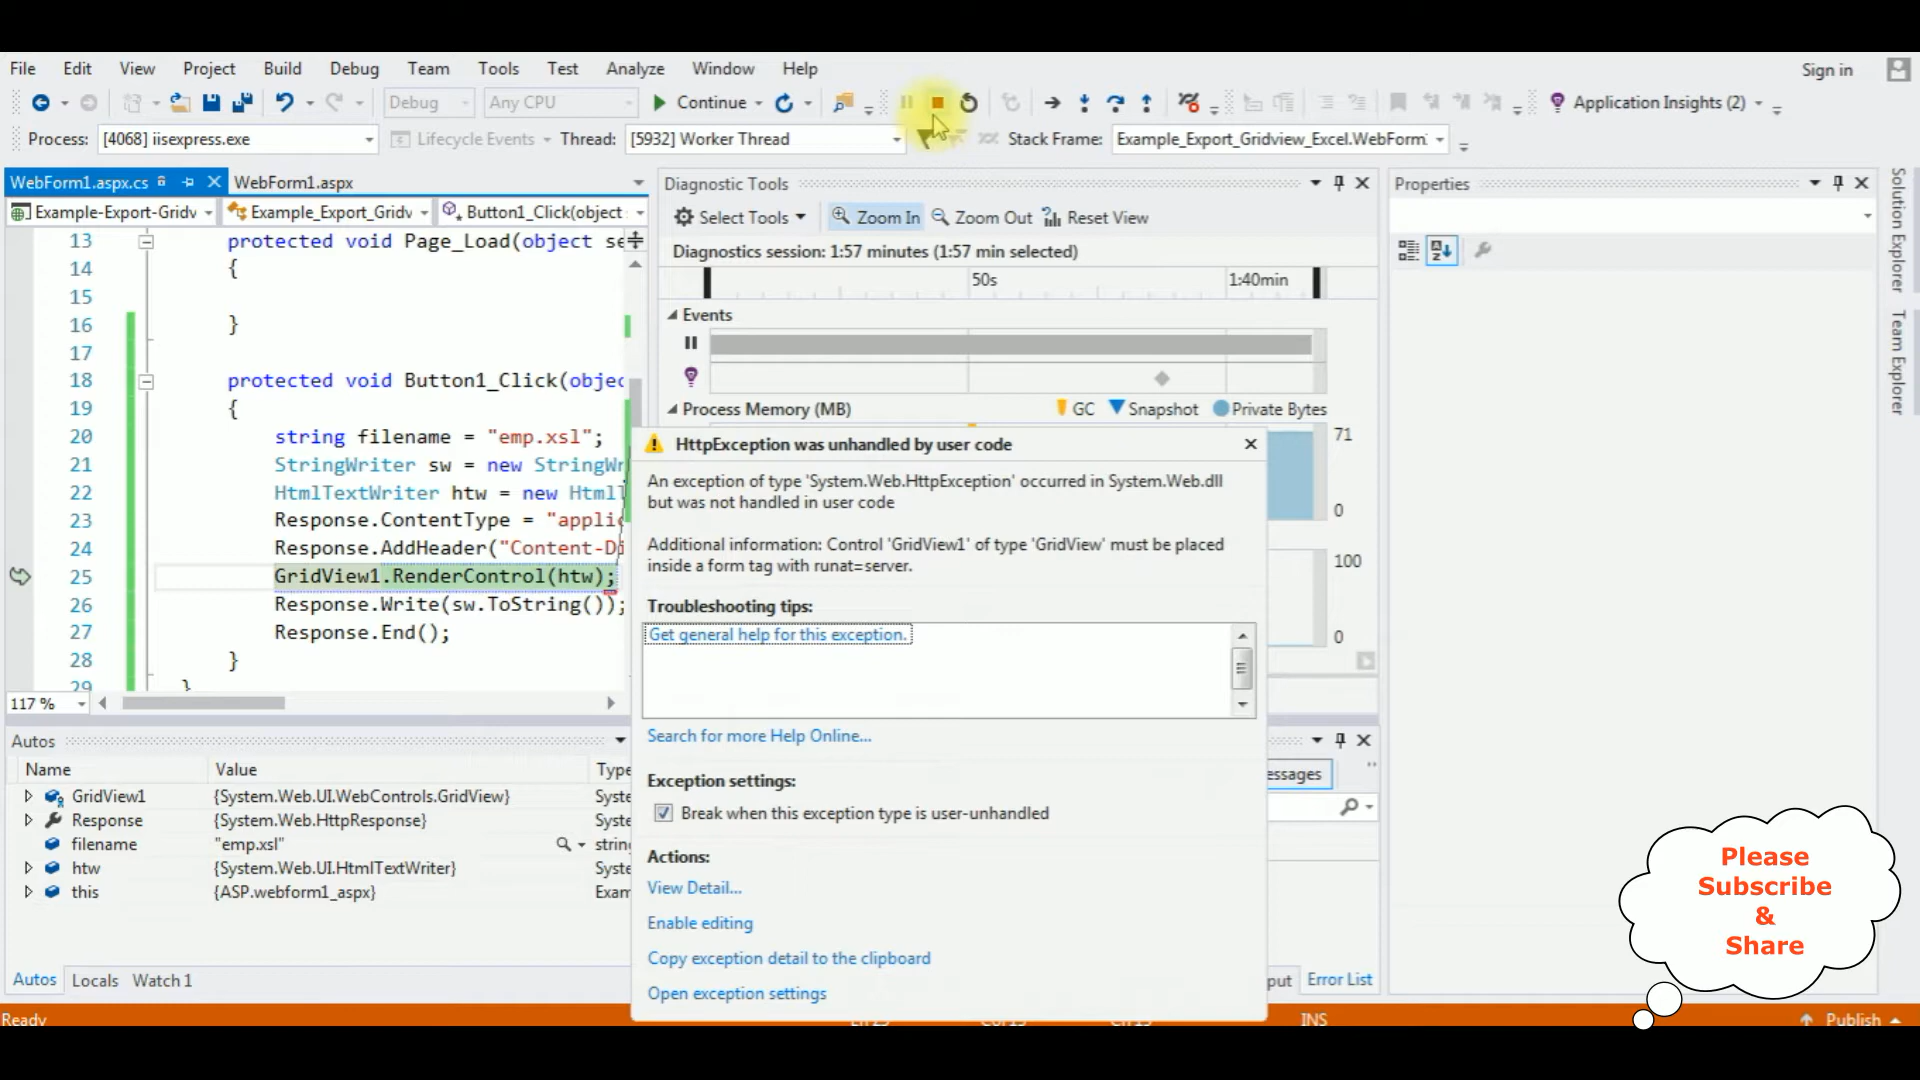 File Edit View Project Build Debug Team Tools Test Analyze Window Help Sign in
Debug Any CPU Continue Application Insights (2)
Process: [4068] iisexpress.exe Lifecycle Events Thread: [5932] Worker Thread Stack Frame: Example_Export_Gridview_Excel.WebForm1
WebForm1.aspx.cs WebForm1.aspx
Example-Export-Gridv Example_Export_Gridv Button1_Click(object
13 protected void Page_Load(object se
14 {
15
16 }
17
18 protected void Button1_Click(objec
19 {
20 string filename = "emp.xsl";
21 StringWriter sw = new StringWr
22 HtmlTextWriter htw = new Html
23 Response.ContentType = "applic
24 Response.AddHeader("Content-Di
25 GridView1.RenderControl(htw);
26 Response.Write(sw.ToString());
27 Response.End();
28 }
29 }
117 %
Diagnostic Tools
Select Tools Zoom In Zoom Out Reset View
Diagnostics session: 1:57 minutes (1:57 min selected)
50s 1:40min
Events
Process Memory (MB) GC Snapshot Private Bytes
71
0
100
0
HttpException was unhandled by user code
An exception of type 'System.Web.HttpException' occurred in System.Web.dll
but was not handled in user code
Additional information: Control 'GridView1' of type 'GridView' must be placed
inside a form tag with runat=server.
Troubleshooting tips:
Get general help for this exception.
Search for more Help Online...
Exception settings:
Break when this exception type is user-unhandled
Actions:
View Detail...
Enable editing
Copy exception detail to the clipboard
Open exception settings
Properties
Solution Explorer
Team Explorer
Autos
Name Value Type
GridView1 {System.Web.UI.WebControls.GridView} Syste
Response {System.Web.HttpResponse} Syste
filename "emp.xsl" string
htw {System.Web.UI.HtmlTextWriter} Syste
this {ASP.webform1_aspx} Exam
Autos Locals Watch 1
essages
put Error List
Ready INS Publish
Please
Subscribe
&
Share